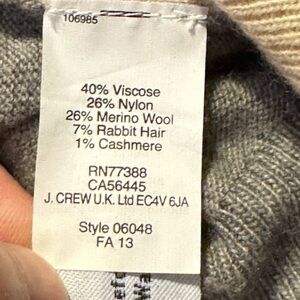 106985
40% Viscose
26% Nylon
26% Merino Wool
7% Rabbit Hair
1% Cashmere
RN77388
CA56445
J. CREW U.K. Ltd EC4V 6JA
Style 06048
FA 13